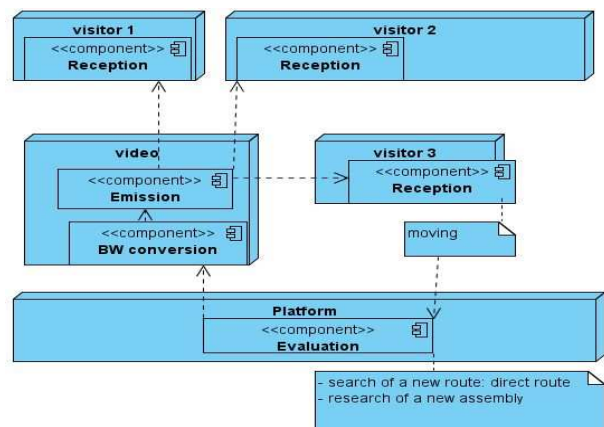 visitor 1
<<component>>
Reception
visitor 2
<<component>>
Reception
video
<<component>>
Emission
<<component>>
BW conversion
visitor 3
<<component>>
Reception
moving
Platform
<<component>>
Evaluation
- search of a new route: direct route
- research of a new assembly